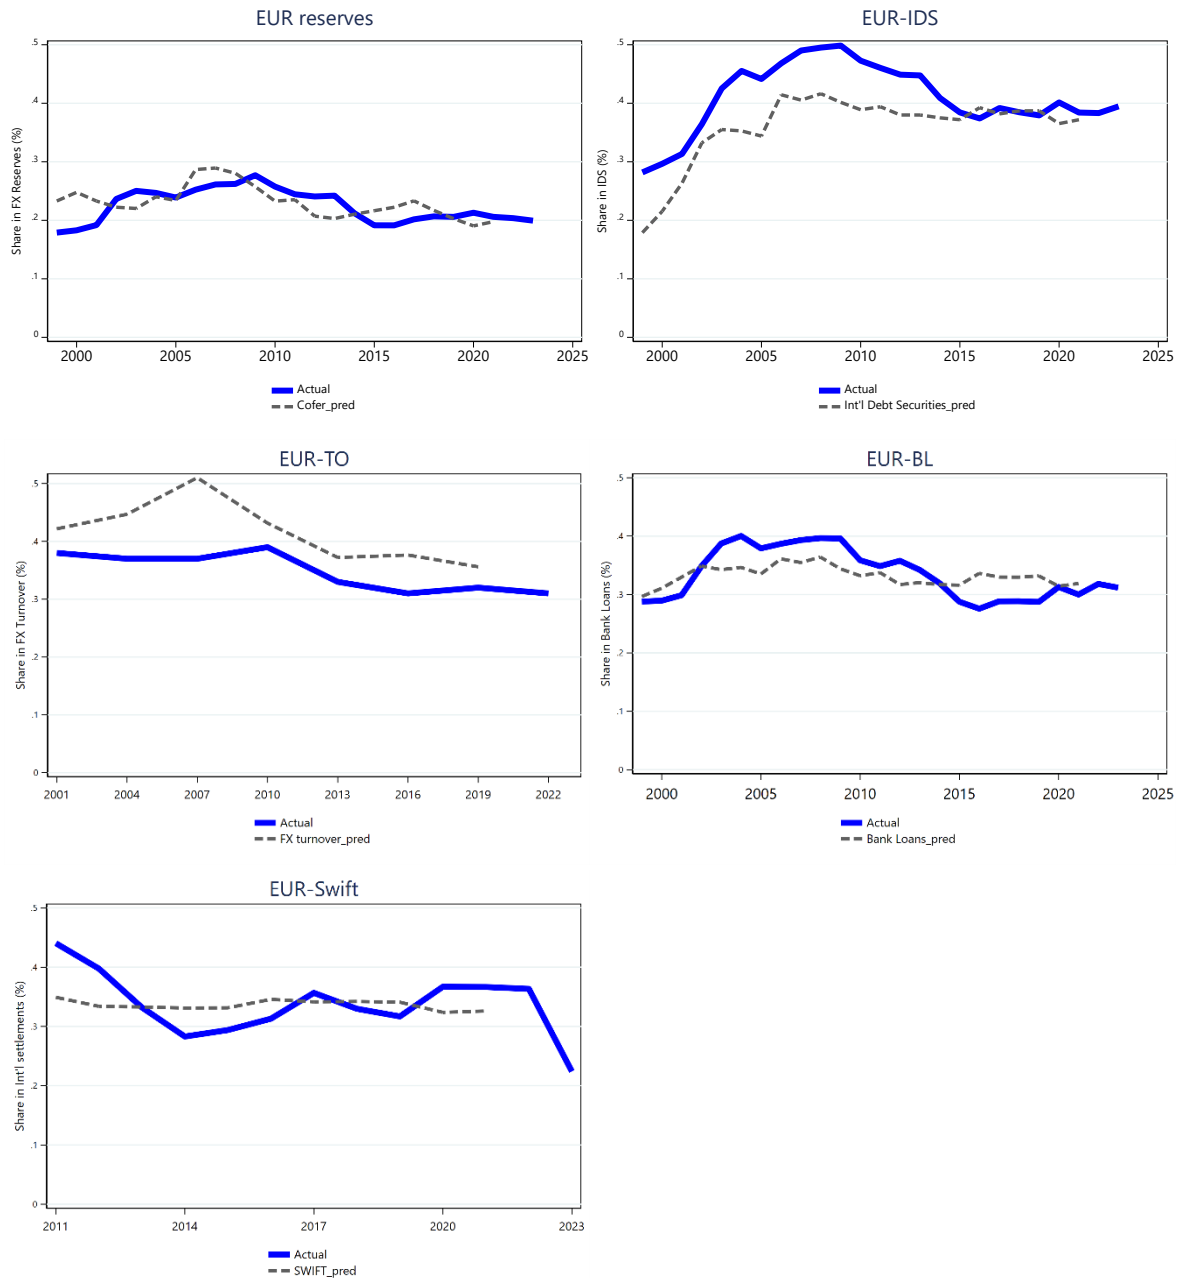 EUR reserves
Share in FX Reserves (%)
.5
.4
.3
.2
.1
0
2000 2005 2010 2015 2020 2025
Actual
Cofer_pred
EUR-IDS
Share in IDS (%)
.5
.4
.3
.2
.1
0
2000 2005 2010 2015 2020 2025
Actual
Int'l Debt Securities_pred
EUR-TO
Share in FX Turnover (%)
.5
.4
.3
.2
.1
0
2001 2004 2007 2010 2013 2016 2019 2022
Actual
FX turnover_pred
EUR-BL
Share in Bank Loans (%)
.5
.4
.3
.2
.1
0
2000 2005 2010 2015 2020 2025
Actual
Bank Loans_pred
EUR-Swift
Share in Int'l settlements (%)
.5
.4
.3
.2
.1
0
2011 2014 2017 2020 2023
Actual
SWIFT_pred